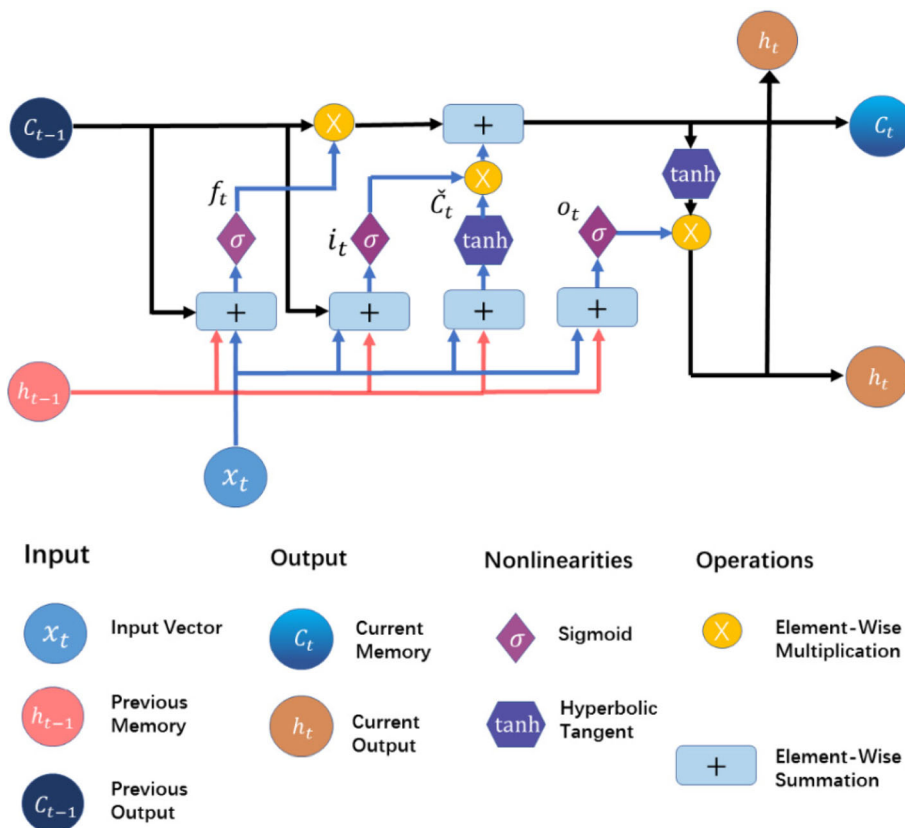 h_t
C_{t-1}
×
+
C_t
f_t
Č_t
×
tanh
σ
i_t
σ
tanh
o_t
σ
×
+
+
+
+
h_{t-1}
h_t
x_t
Input
Output
Nonlinearities
Operations
x_t
Input Vector
C_t
Current
Memory
σ
Sigmoid
X
Element-Wise
Multiplication
h_{t-1}
Previous
Memory
h_t
Current
Output
tanh
Hyperbolic
Tangent
+
Element-Wise
Summation
C_{t-1}
Previous
Output